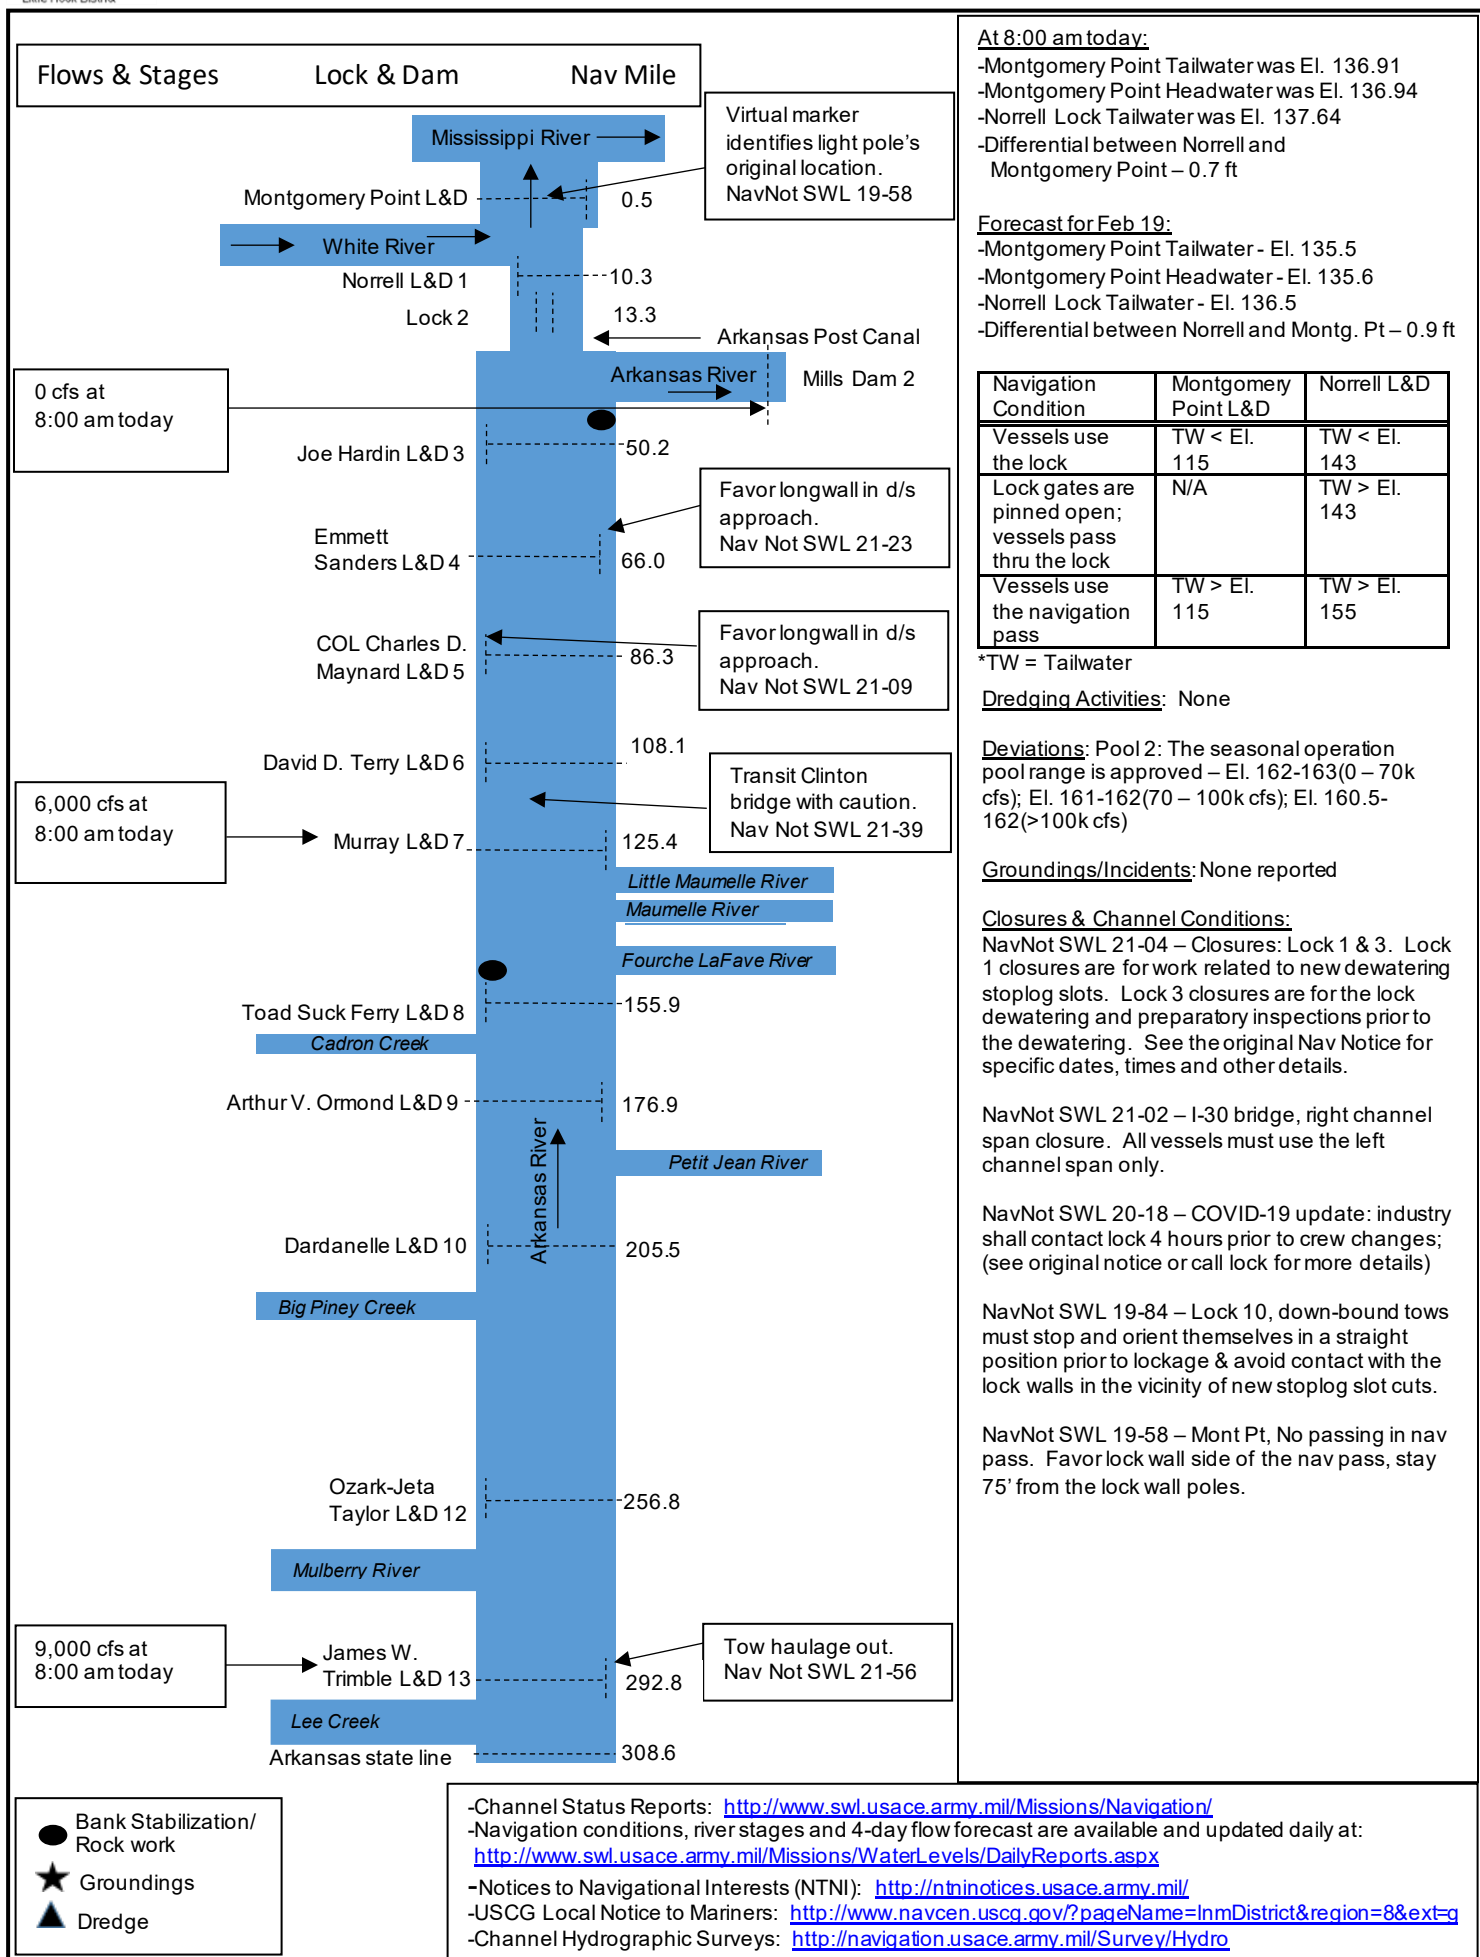 Little Rock District
Flows & Stages Lock & Dam Nav Mile
Virtual marker
identifies light pole's
original location.
NavNot SWL 19-58
Mississippi River
Montgomery Point L&D
0.5
White River
Norrell L&D 1
10.3
Lock 2
13.3
Arkansas Post Canal
Arkansas River
Mills Dam 2
0 cfs at
8:00 am today
Joe Hardin L&D 3
50.2
Favor longwall in d/s
approach.
Nav Not SWL 21-23
Emmett
Sanders L&D 4
66.0
Favor longwall in d/s
approach.
Nav Not SWL 21-09
COL Charles D.
Maynard L&D 5
86.3
David D. Terry L&D 6
108.1
Transit Clinton
bridge with caution.
Nav Not SWL 21-39
6,000 cfs at
8:00 am today
Murray L&D 7
125.4
Little Maumelle River
Maumelle River
Fourche LaFave River
Toad Suck Ferry L&D 8
155.9
Cadron Creek
Arthur V. Ormond L&D 9
176.9
Arkansas River
Petit Jean River
Dardanelle L&D 10
205.5
Big Piney Creek
Ozark-Jeta
Taylor L&D 12
256.8
Mulberry River
9,000 cfs at
8:00 am today
James W.
Trimble L&D 13
292.8
Tow haulage out.
Nav Not SWL 21-56
Lee Creek
Arkansas state line
308.6
At 8:00 am today:
-Montgomery Point Tailwater was El. 136.91
-Montgomery Point Headwater was El. 136.94
-Norrell Lock Tailwater was El. 137.64
-Differential between Norrell and
Montgomery Point – 0.7 ft
Forecast for Feb 19:
-Montgomery Point Tailwater - El. 135.5
-Montgomery Point Headwater - El. 135.6
-Norrell Lock Tailwater - El. 136.5
-Differential between Norrell and Montg. Pt – 0.9 ft
Navigation Condition | Montgomery Point L&D | Norrell L&D
Vessels use the lock | TW < El. 115 | TW < El. 143
Lock gates are pinned open; vessels pass thru the lock | N/A | TW > El. 143
Vessels use the navigation pass | TW > El. 115 | TW > El. 155
*TW = Tailwater
Dredging Activities: None
Deviations: Pool 2: The seasonal operation
pool range is approved – El. 162-163(0 – 70k
cfs); El. 161-162(70 – 100k cfs); El. 160.5-
162(>100k cfs)
Groundings/Incidents: None reported
Closures & Channel Conditions:
NavNot SWL 21-04 – Closures: Lock 1 & 3. Lock
1 closures are for work related to new dewatering
stoplog slots. Lock 3 closures are for the lock
dewatering and preparatory inspections prior to
the dewatering. See the original Nav Notice for
specific dates, times and other details.
NavNot SWL 21-02 – I-30 bridge, right channel
span closure. All vessels must use the left
channel span only.
NavNot SWL 20-18 – COVID-19 update: industry
shall contact lock 4 hours prior to crew changes;
(see original notice or call lock for more details)
NavNot SWL 19-84 – Lock 10, down-bound tows
must stop and orient themselves in a straight
position prior to lockage & avoid contact with the
lock walls in the vicinity of new stoplog slot cuts.
NavNot SWL 19-58 – Mont Pt, No passing in nav
pass. Favor lock wall side of the nav pass, stay
75' from the lock wall poles.
Bank Stabilization/
Rock work
Groundings
Dredge
-Channel Status Reports: http://www.swl.usace.army.mil/Missions/Navigation/
-Navigation conditions, river stages and 4-day flow forecast are available and updated daily at:
http://www.swl.usace.army.mil/Missions/WaterLevels/DailyReports.aspx
-Notices to Navigational Interests (NTNI): http://ntninotices.usace.army.mil/
-USCG Local Notice to Mariners: http://www.navcen.uscg.gov/?pageName=lnmDistrict&region=8&ext=g
-Channel Hydrographic Surveys: http://navigation.usace.army.mil/Survey/Hydro